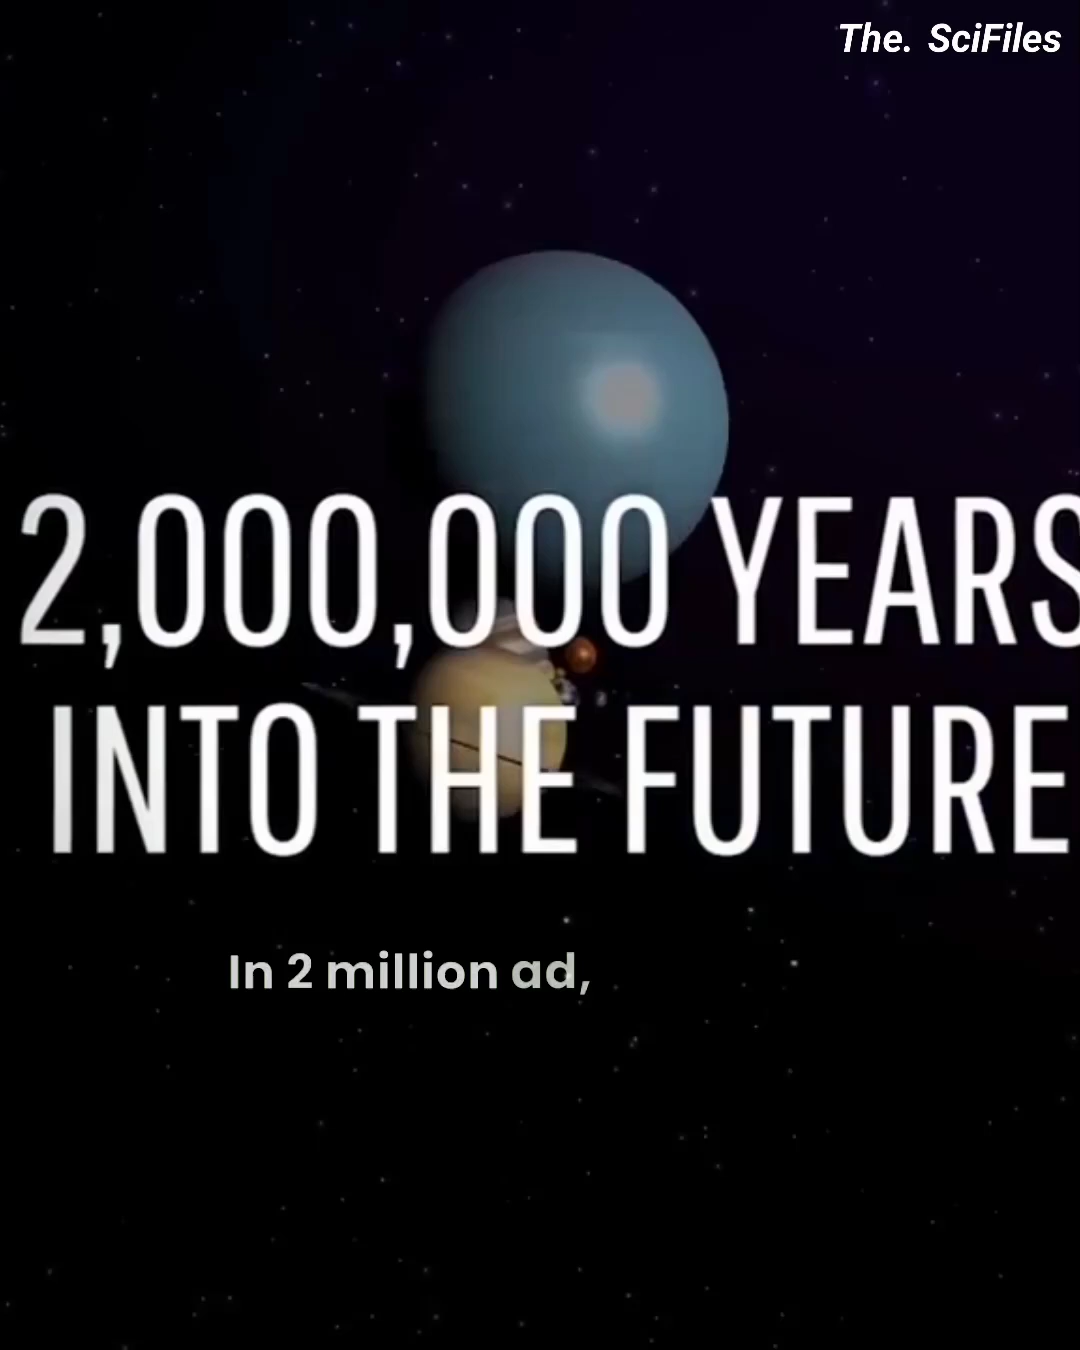 The. SciFiles
2,000,000 YEARS
INTO THE FUTURE
In 2 million ad,